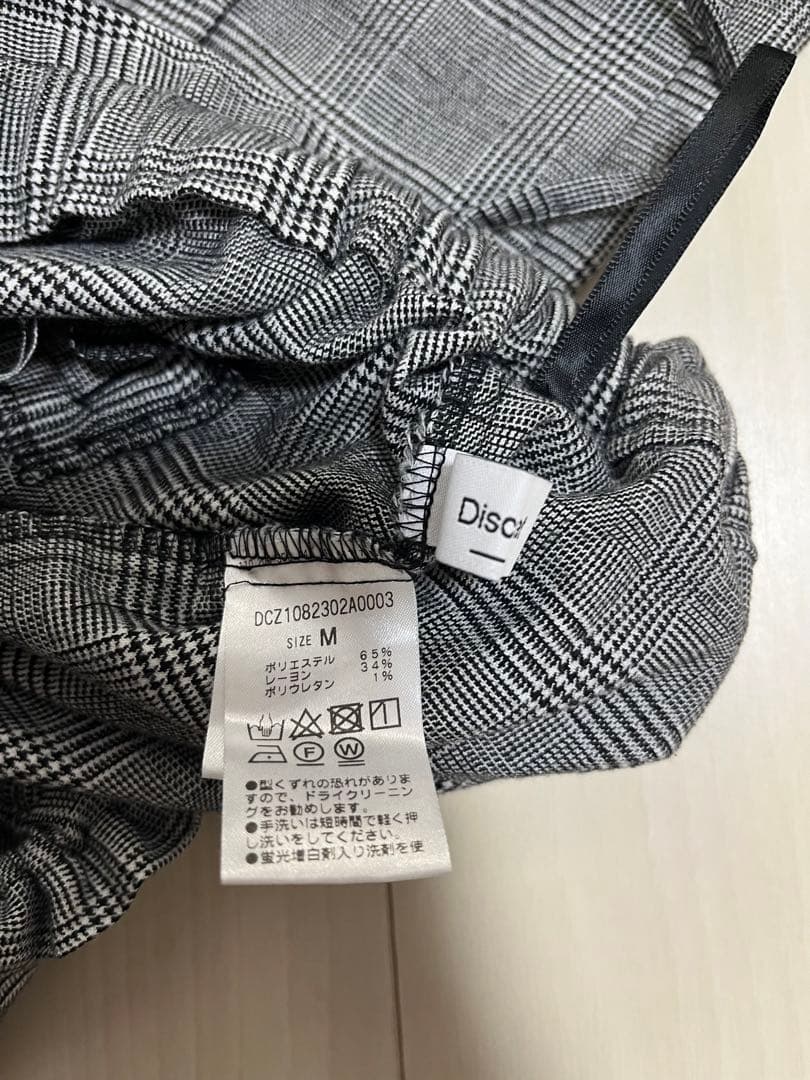 Disc
DCZ1082302A0003
SIZE M
ポリエステル 65%
レーヨン 34%
ポリウレタン 1%
F W
●型くずれの恐れがありま
すので、ドライクリーニン
グをお勧めします。
●手洗いは短時間で軽く押
し洗いをしてください。
●蛍光増白剤入り洗剤を使